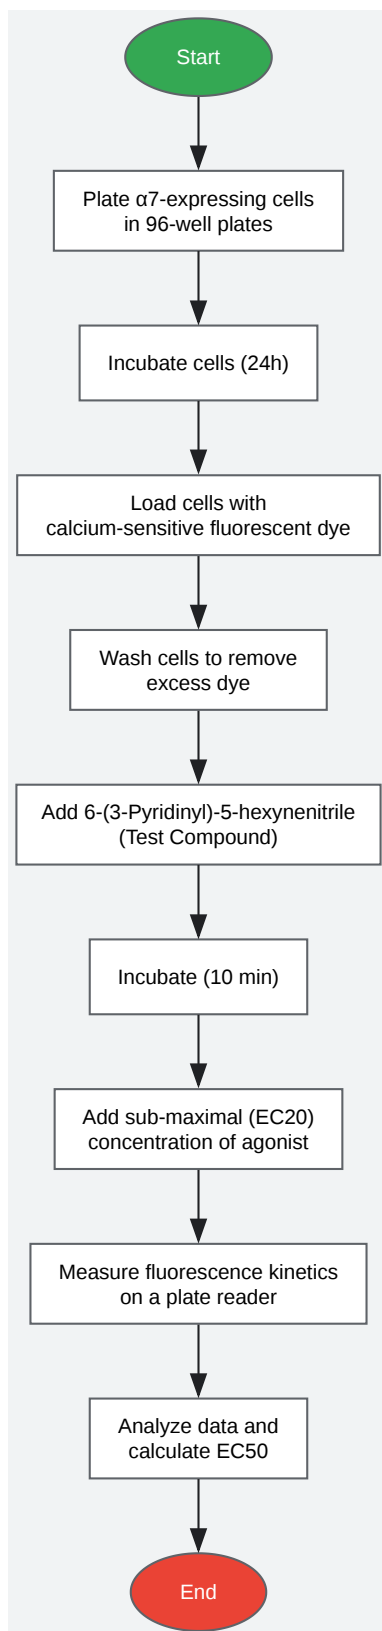 Start
Plate α7-expressing cells
in 96-well plates
Incubate cells (24h)
Load cells with
calcium-sensitive fluorescent dye
Wash cells to remove
excess dye
Add 6-(3-Pyridinyl)-5-hexynenitrile
(Test Compound)
Incubate (10 min)
Add sub-maximal (EC20)
concentration of agonist
Measure fluorescence kinetics
on a plate reader
Analyze data and
calculate EC50
End